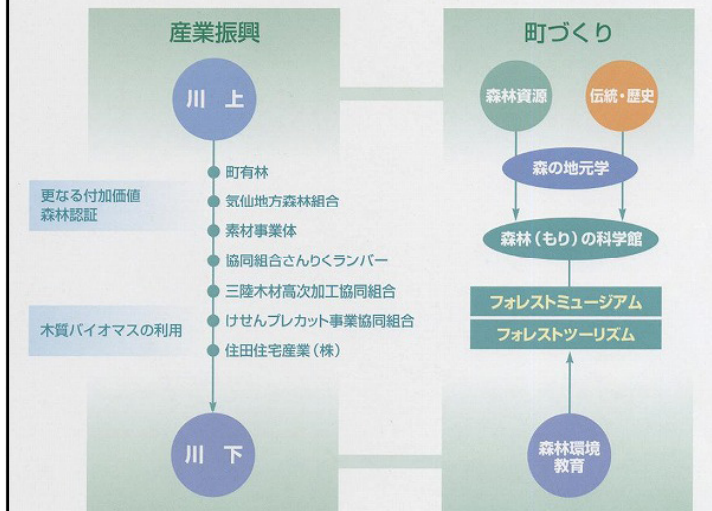 産業振興
川 上
町有林
気仙地方森林組合
素材事業体
協同組合さんりくランバー
三陸木材高次加工協同組合
けせんプレカット事業協同組合
住田住宅産業(株)
川 下
更なる付加価値
森林認証
木質バイオマスの利用
町づくり
森林資源
伝統・歴史
森の地元学
森林(もり)の科学館
フォレストミュージアム
フォレストツーリズム
森林環境
教育